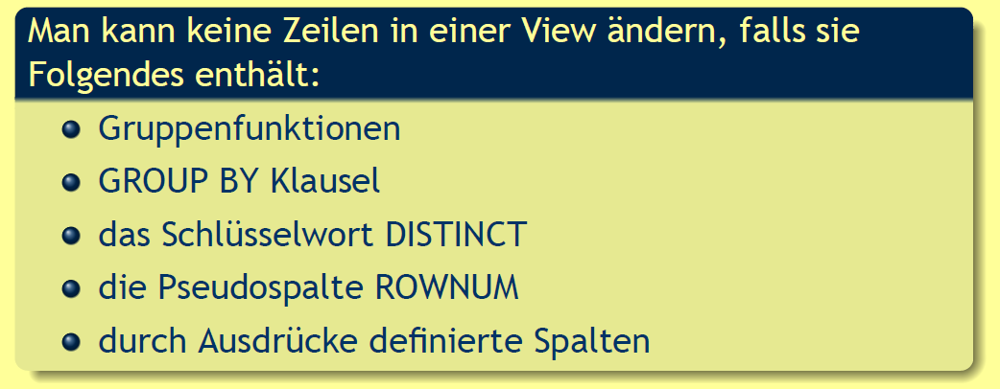 Man kann keine Zeilen in einer View ändern, falls sie
Folgendes enthält:
Gruppenfunktionen
GROUP BY Klausel
das Schlüsselwort DISTINCT
die Pseudospalte ROWNUM
durch Ausdrücke definierte Spalten